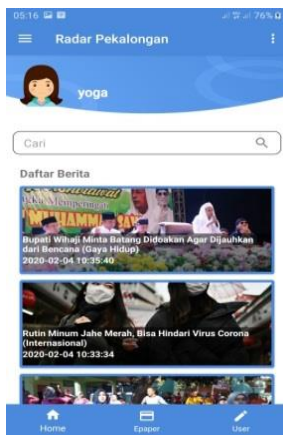 05:16 76%
Radar Pekalongan
yoga
Cari
Daftar Berita
Bupati Wihaji Minta Batang Didoakan Agar Dijauhkan
dari Bencana (Gaya Hidup)
2020-02-04 10:35:40
Rutin Minum Jahe Merah, Bisa Hindari Virus Corona
(Internasional)
2020-02-04 10:33:34
Home Epaper User